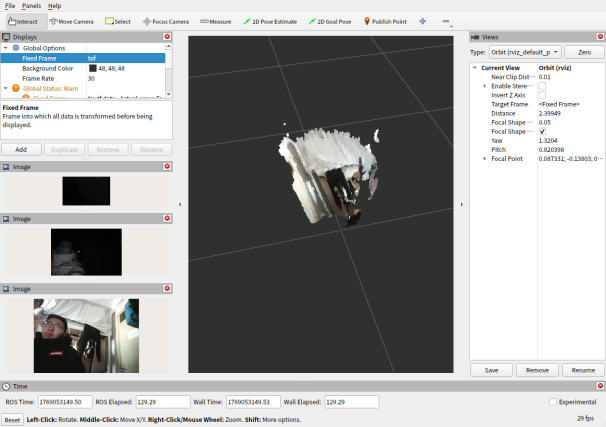 File Panels Help
Interact Move Camera Select Focus Camera Measure 2D Pose Estimate 2D Goal Pose Publish Point
Displays
Global Options
Fixed Frame tof
Background Color 48; 48; 48
Frame Rate 30
Global Status: Warn
Fixed Frame
Frame into which all data is transformed before being
displayed.
Add Duplicate Remove Rename
Image
Image
Image
Views
Type: Orbit (rviz_default_p Zero
Current View Orbit (rviz)
Near Clip Dist··· 0.01
Enable Stere···
Invert Z Axis
Target Frame <Fixed Frame>
Distance 2.39949
Focal Shape ··· 0.05
Focal Shape ···
Yaw 1.3204
Pitch 0.820398
Focal Point 0.087331; -0.13803; 0···
Save Remove Rename
Time
ROS Time: 1769053149.50 ROS Elapsed: 129.29 Wall Time: 1769053149.53 Wall Elapsed: 129.29 Experimental
Reset Left-Click: Rotate. Middle-Click: Move X/Y. Right-Click/Mouse Wheel: Zoom. Shift: More options. 29 fps